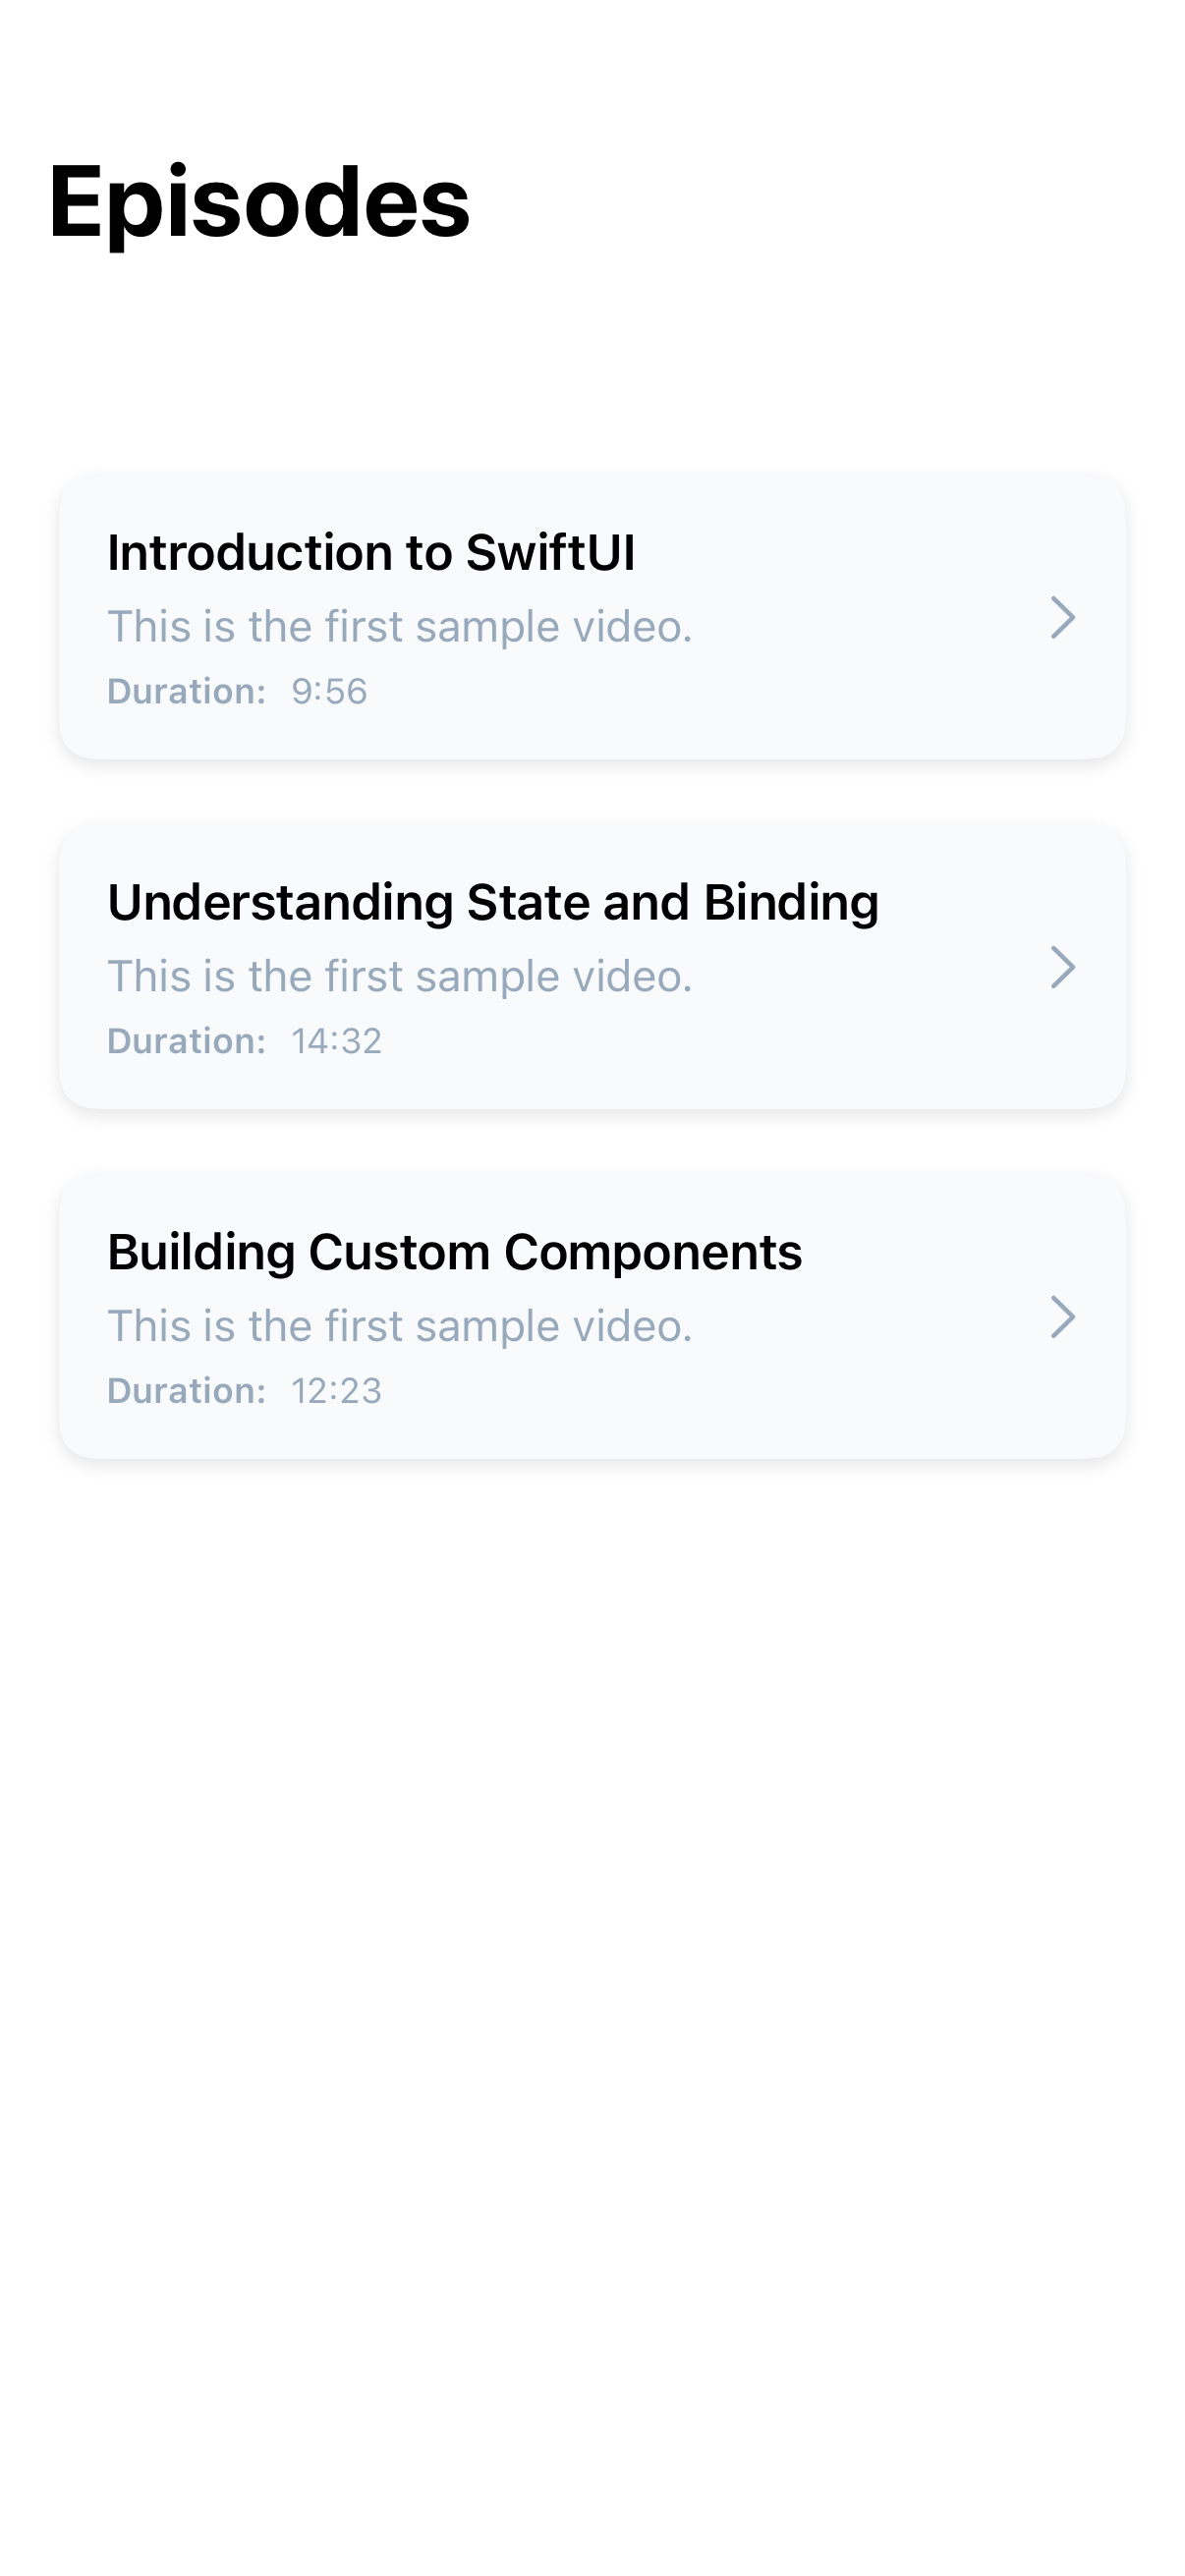 Episodes
Introduction to SwiftUI
This is the first sample video.
Duration: 9:56
Understanding State and Binding
This is the first sample video.
Duration: 14:32
Building Custom Components
This is the first sample video.
Duration: 12:23